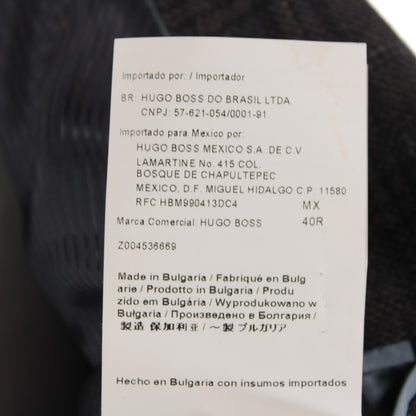 Importado por: / Importador
BR: HUGO BOSS DO BRASIL LTDA
CNPJ: 57-621-054/0001-91
Importado para Mexico por:
HUGO BOSS MEXICO S.A. DE C.V
LAMARTINE No. 415 COL.
BOSQUE DE CHAPULTEPEC
MEXICO, D.F. MIGUEL HIDALGO C.P. 11580
RFC HBM990413DC4 MX
Marca Comercial: HUGO BOSS 40R
Z004536669
Made in Bulgaria / Fabriqué en Bulg
arie / Prodotto in Bulgaria / Produ
zido em Bulgária / Wyprodukowano w
Bulgaria / Произведено в Болгария /
製造 保加利亚 / ～製 ブルガリア
Hecho en Bulgaria con insumos importados